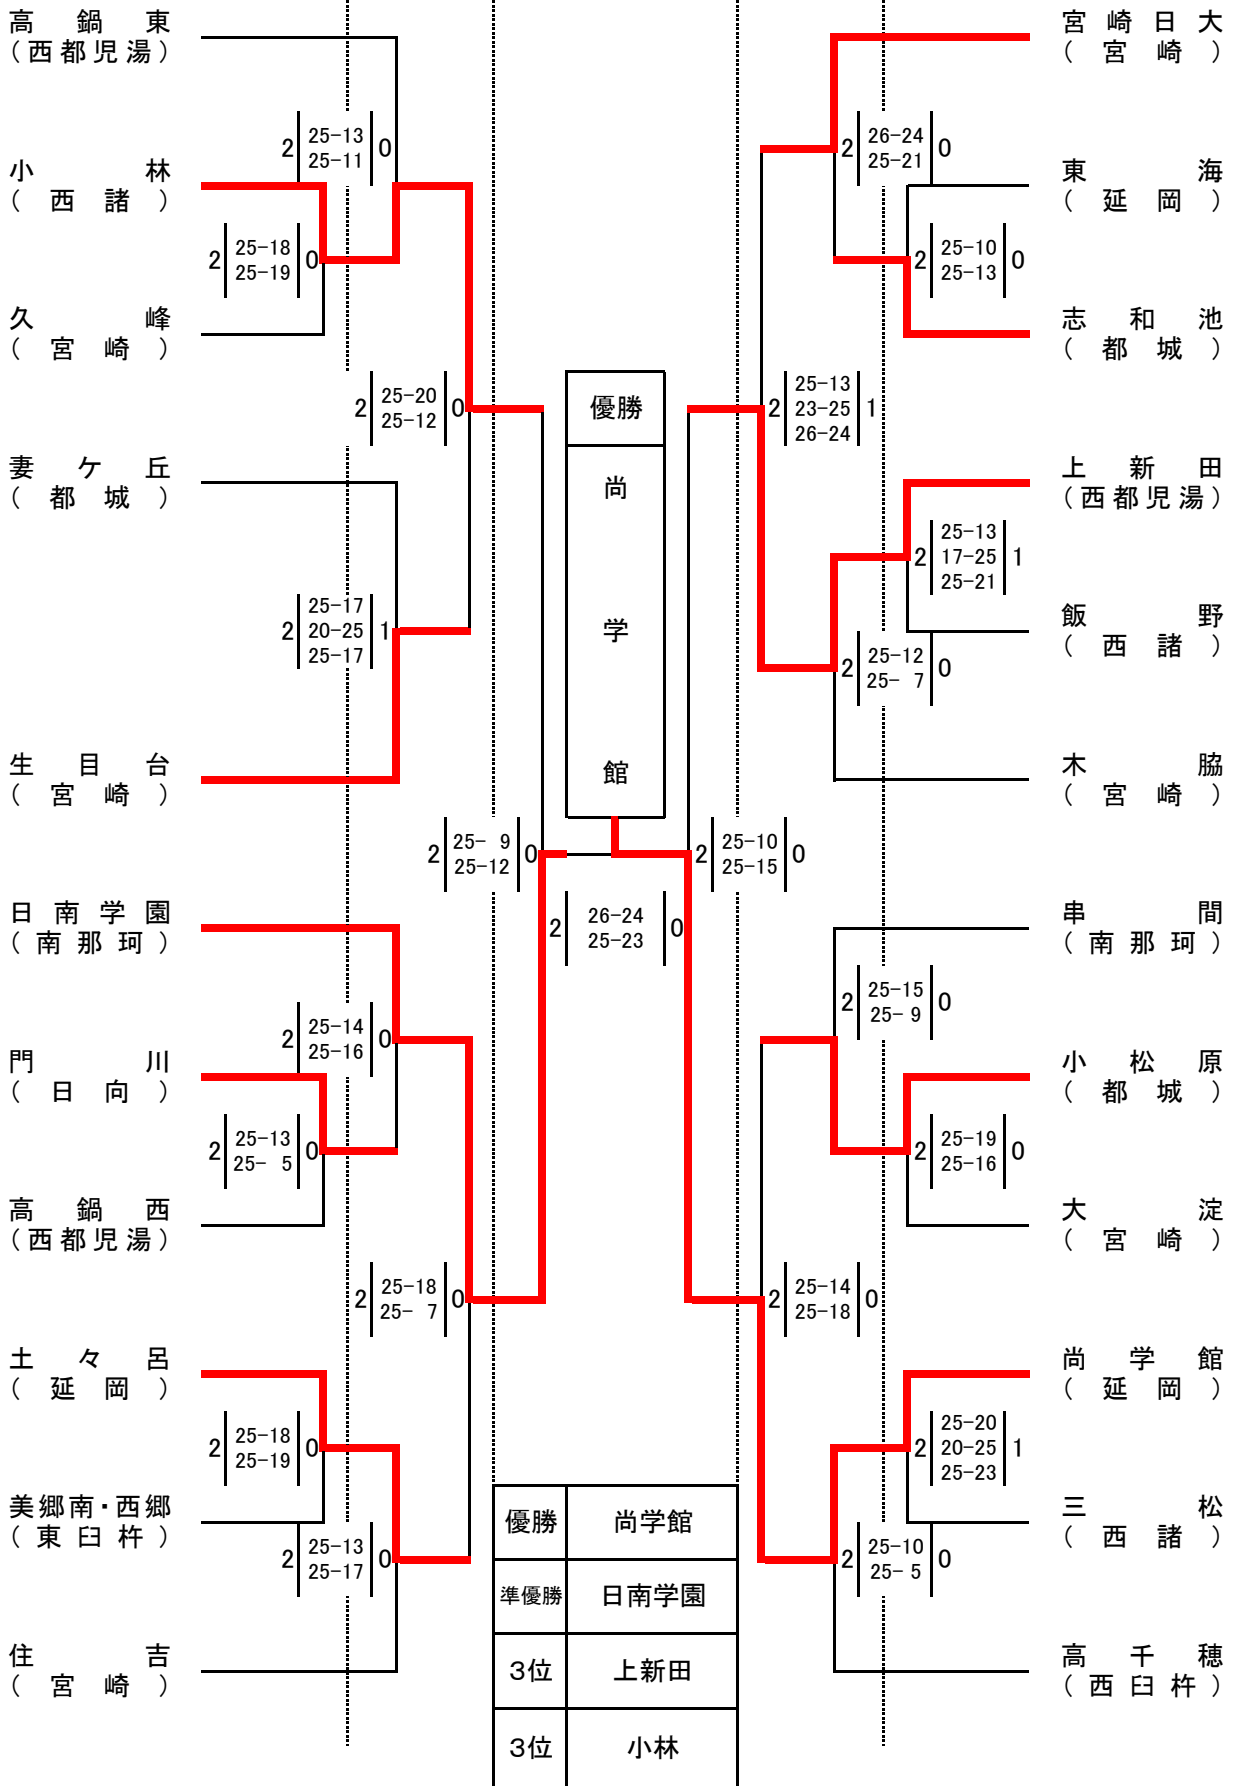 高鍋東
(西都児湯)
2 25-13 0
25-11
小林
(西諸)
2 25-18 0
25-19
久峰
(宮崎)
2 25-20 0
25-12
妻ケ丘
(都城)
2 25-17 1
20-25
25-17
生目台
(宮崎)
2 25- 9 0
25-12
日南学園
(南那珂)
2 25-14 0
25-16
門川
(日向)
2 25-13 0
25- 5
高鍋西
(西都児湯)
2 25-18 0
25- 7
土々呂
(延岡)
2 25-18 0
25-19
美郷南・西郷
(東臼杵)
2 25-13 0
25-17
住吉
(宮崎)
優勝
尚
学
館
2 26-24 0
25-23
宮崎日大
(宮崎)
2 26-24 0
25-21
東海
(延岡)
2 25-10 0
25-13
志和池
(都城)
2 25-13 1
23-25
26-24
上新田
(西都児湯)
2 25-13 1
17-25
25-21
飯野
(西諸)
2 25-12 0
25- 7
木脇
(宮崎)
2 25-10 0
25-15
串間
(南那珂)
2 25-15 0
25- 9
小松原
(都城)
2 25-19 0
25-16
大淀
(宮崎)
2 25-14 0
25-18
尚学館
(延岡)
2 25-20 1
20-25
25-23
三松
(西諸)
2 25-10 0
25- 5
高千穂
(西臼杵)
優勝 尚学館
準優勝 日南学園
3位 上新田
3位 小林